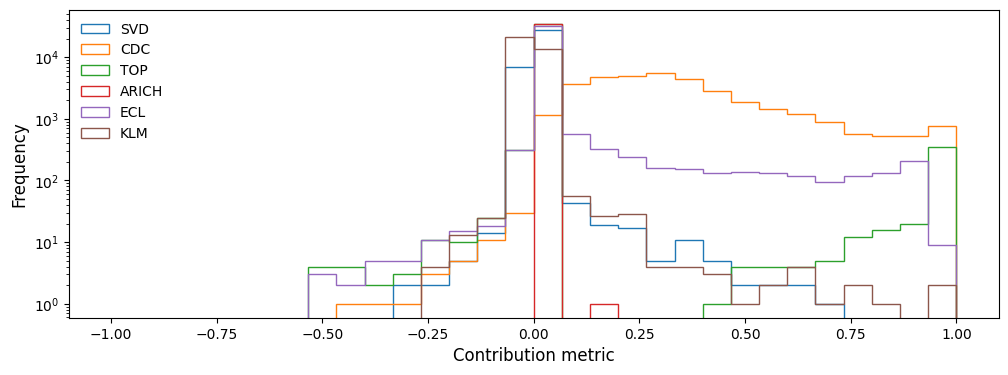 SVD
CDC
TOP
ARICH
ECL
KLM
Frequency
10⁴
10³
10²
10¹
10⁰
−1.00 −0.75 −0.50 −0.25 0.00 0.25 0.50 0.75 1.00
Contribution metric